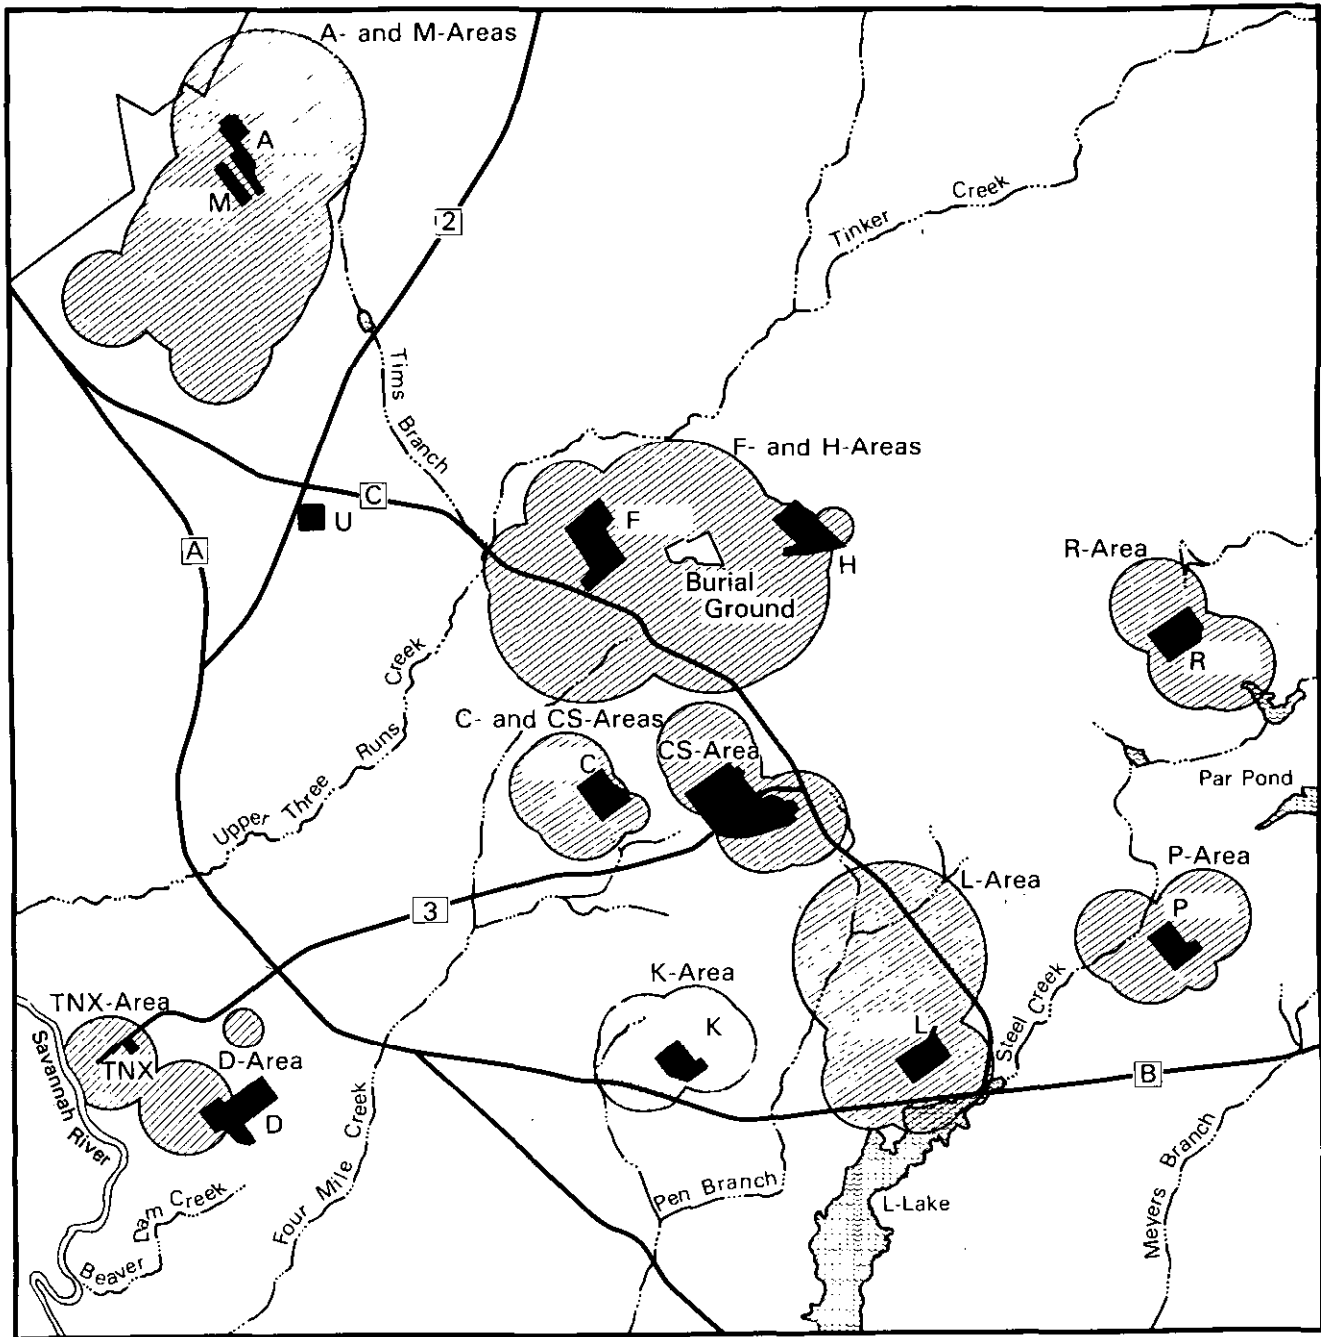 A- and M-Areas
A
M
2
Tinker Creek
Tims Branch
F- and H-Areas
C
U
F
A
H
Burial
Ground
R-Area
R
Upper Three Runs Creek
C- and CS-Areas
CS-Area
C
Par Pond
P-Area
P
L-Area
3
K-Area
K
L
Steel Creek
TNX-Area
TNX
D-Area
D
Savannah River
B
Four Mile Creek
Pen Branch
L-Lake
Meyers Branch
Beaver Dam Creek